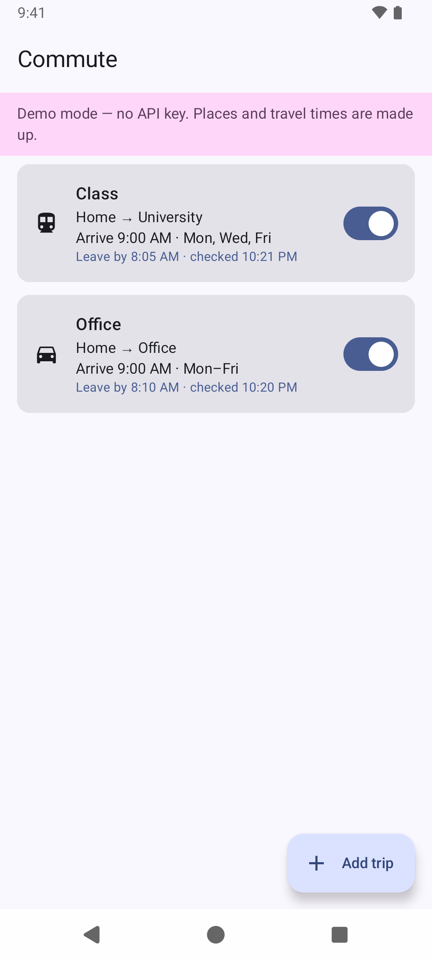 9:41
Commute
Demo mode — no API key. Places and travel times are made
up.
Class
Home → University
Arrive 9:00 AM · Mon, Wed, Fri
Leave by 8:05 AM · checked 10:21 PM
Office
Home → Office
Arrive 9:00 AM · Mon–Fri
Leave by 8:10 AM · checked 10:20 PM
Add trip